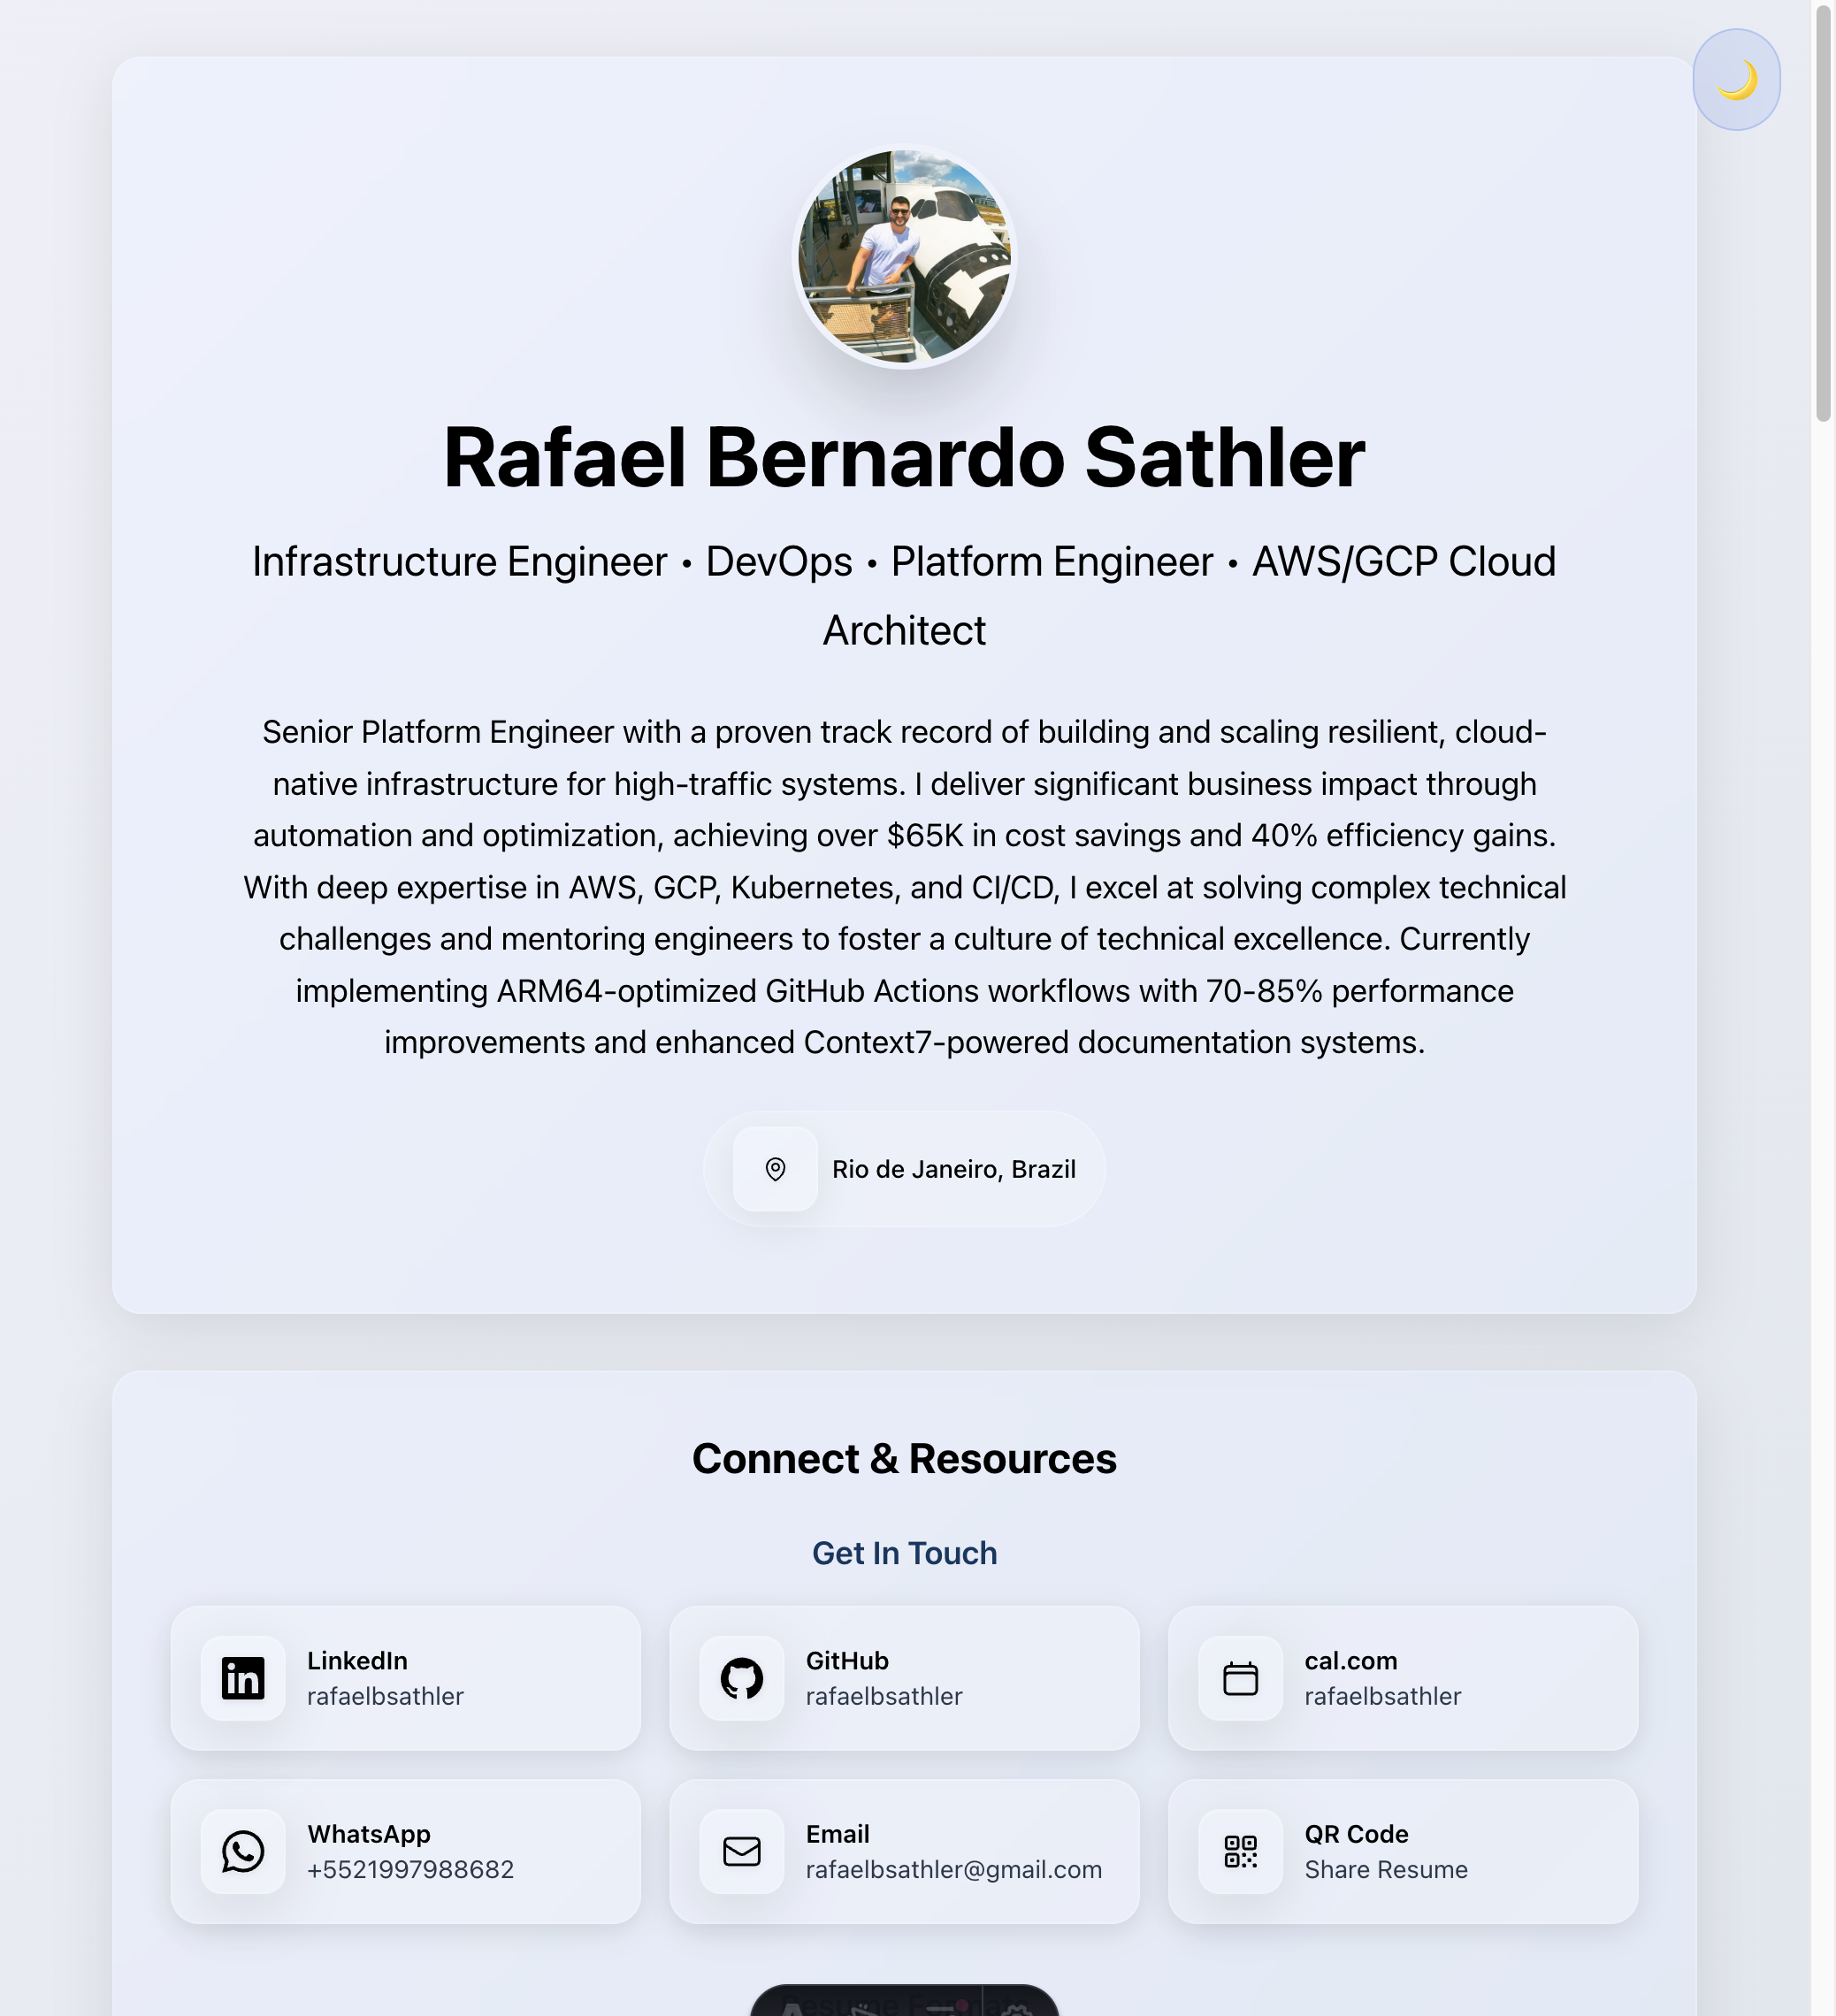 Rafael Bernardo Sathler
Infrastructure Engineer • DevOps • Platform Engineer • AWS/GCP Cloud
Architect
Senior Platform Engineer with a proven track record of building and scaling resilient, cloud-
native infrastructure for high-traffic systems. I deliver significant business impact through
automation and optimization, achieving over $65K in cost savings and 40% efficiency gains.
With deep expertise in AWS, GCP, Kubernetes, and CI/CD, I excel at solving complex technical
challenges and mentoring engineers to foster a culture of technical excellence. Currently
implementing ARM64-optimized GitHub Actions workflows with 70-85% performance
improvements and enhanced Context7-powered documentation systems.
Rio de Janeiro, Brazil
Connect & Resources
Get In Touch
LinkedIn
rafaelbsathler
GitHub
rafaelbsathler
cal.com
rafaelbsathler
WhatsApp
+5521997988682
Email
rafaelbsathler@gmail.com
QR Code
Share Resume